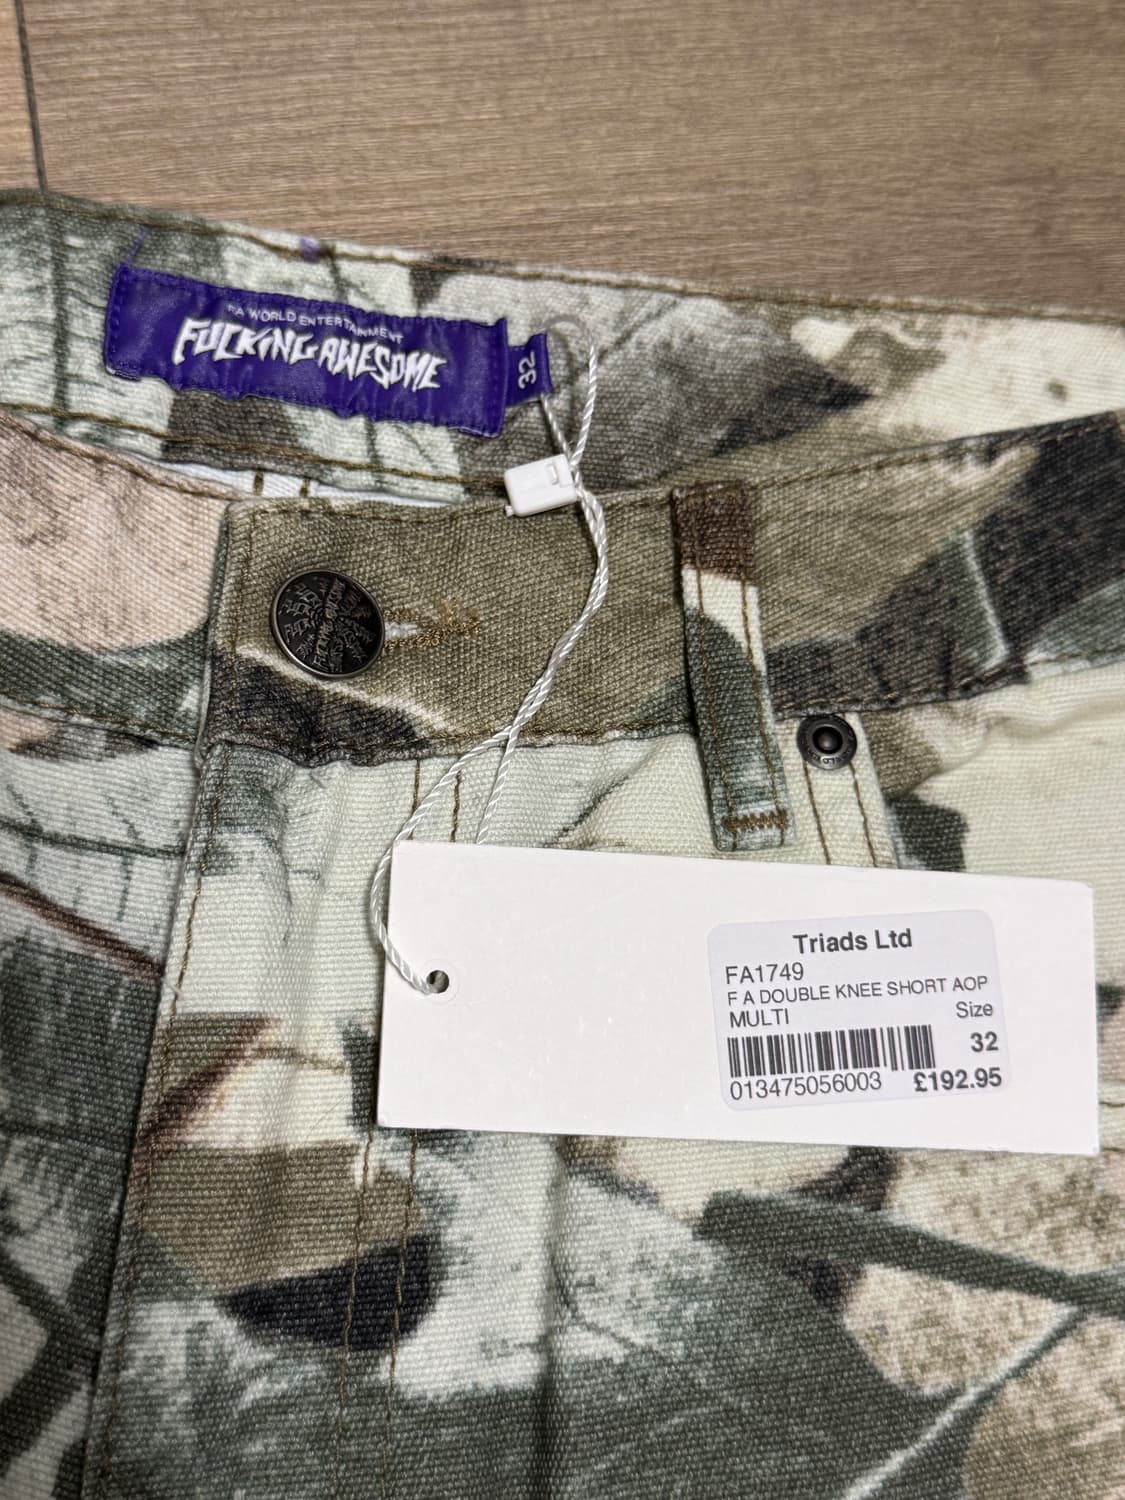 FA WORLD ENTERTAINMENT
FUCKING AWESOME
32
Triads Ltd
FA1749
F A DOUBLE KNEE SHORT AOP
MULTI
Size
32
013475056003
£192.95